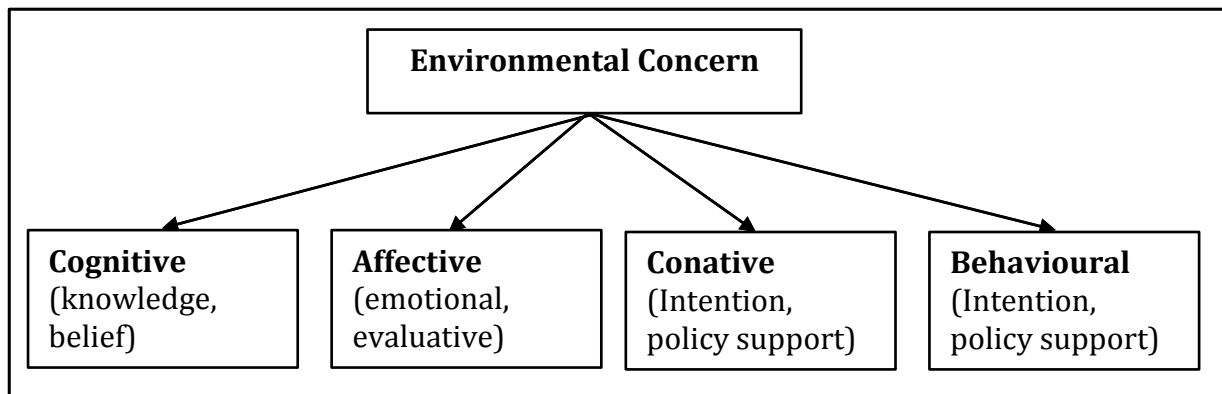 Environmental Concern
Cognitive
(knowledge,
belief)
Affective
(emotional,
evaluative)
Conative
(Intention,
policy support)
Behavioural
(Intention,
policy support)